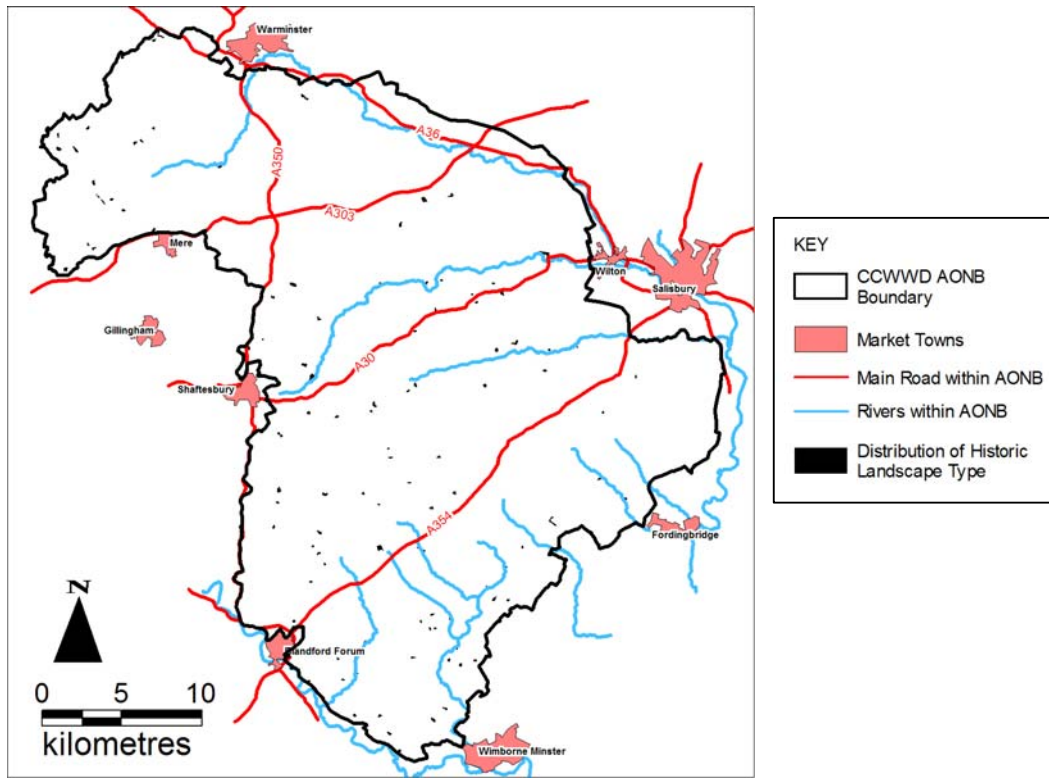 Warminster
A36
A350
A303
Mere
Wilton
Salisbury
Gillingham
A30
Shaftesbury
A354
Fordingbridge
N
Blandford Forum
0 5 10
kilometres
Wimborne Minster
KEY
CCWWD AONB
Boundary
Market Towns
Main Road within AONB
Rivers within AONB
Distribution of Historic
Landscape Type